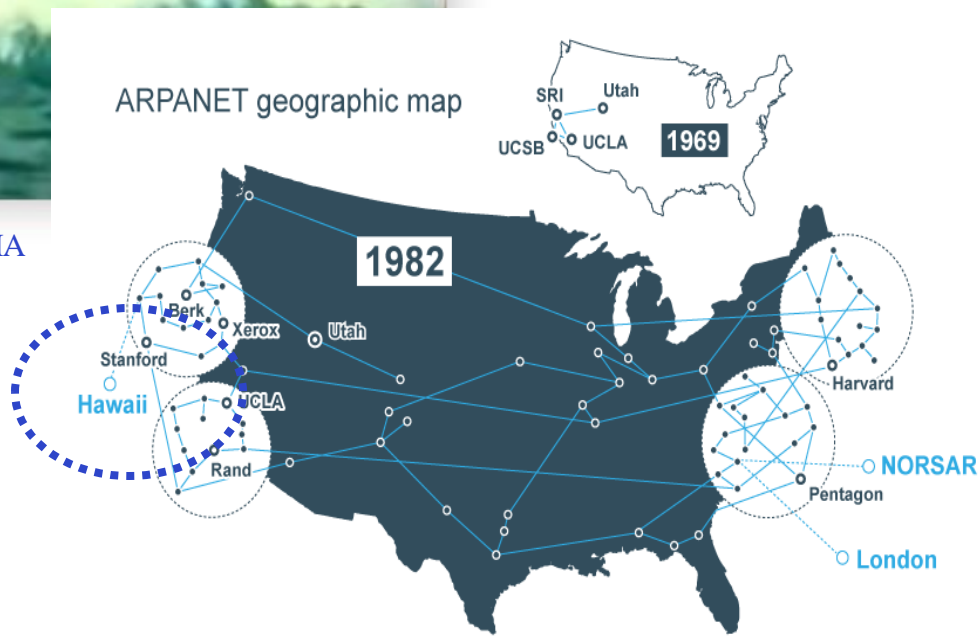 ARPANET geographic map
SRI
Utah
UCSB
UCLA
1969
1982
Berk
Xerox
Utah
Stanford
Hawaii
UCLA
Rand
Harvard
NORSAR
Pentagon
London